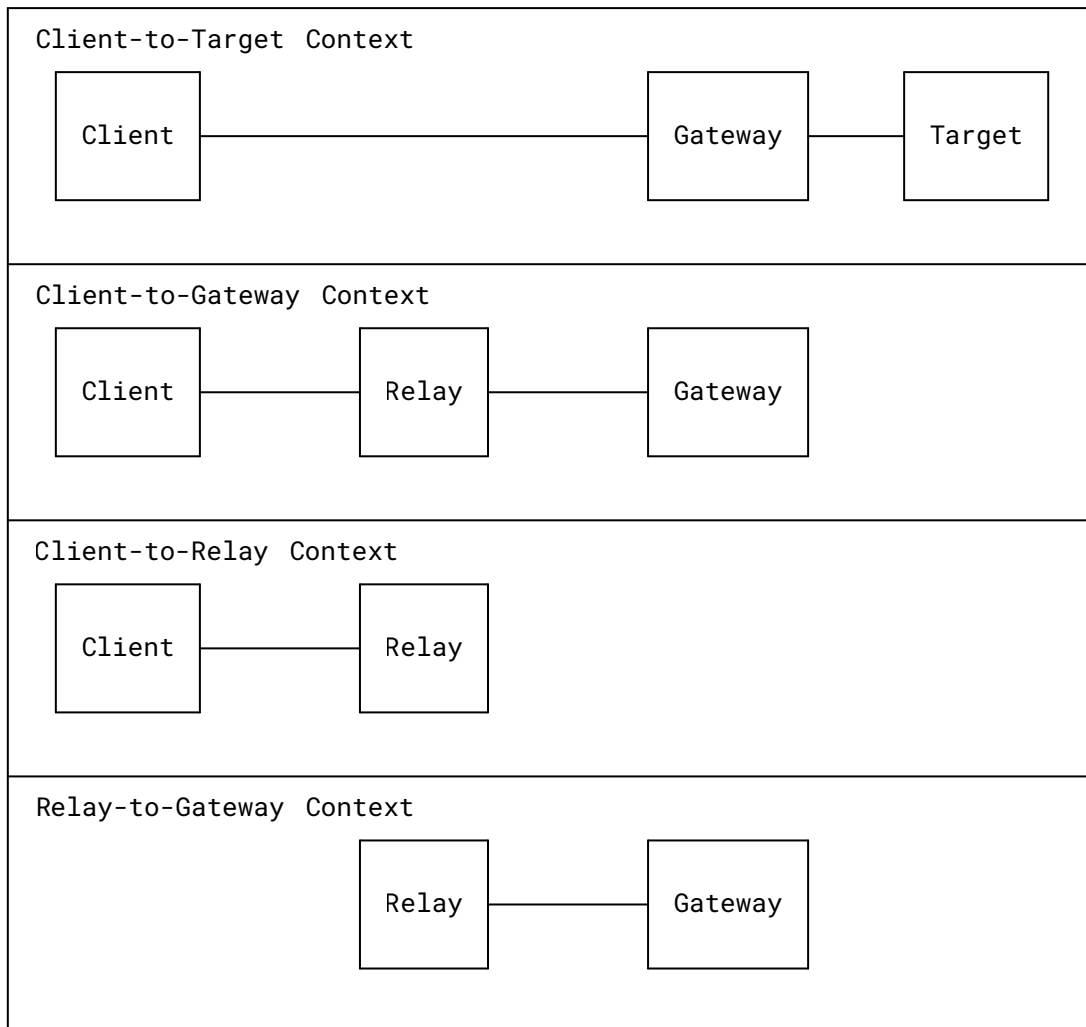 Client-to-Target Context
Client Gateway Target
Client-to-Gateway Context
Client Relay Gateway
Client-to-Relay Context
Client Relay
Relay-to-Gateway Context
Relay Gateway